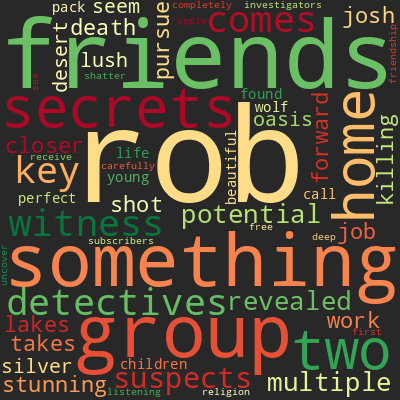 pack seem completely investigators
death comes josh
friends
desert lush pursue apple friendship
sex shatter found
secrets wolf oasis forward home killing
rob
closer life beautiful
key receive carefully young
perfect shot potential call
witness free job
subscribers deep
something
uncover detectives revealed
lakes group work first
takes two
silver children
stunning suspects multiple
listening religion